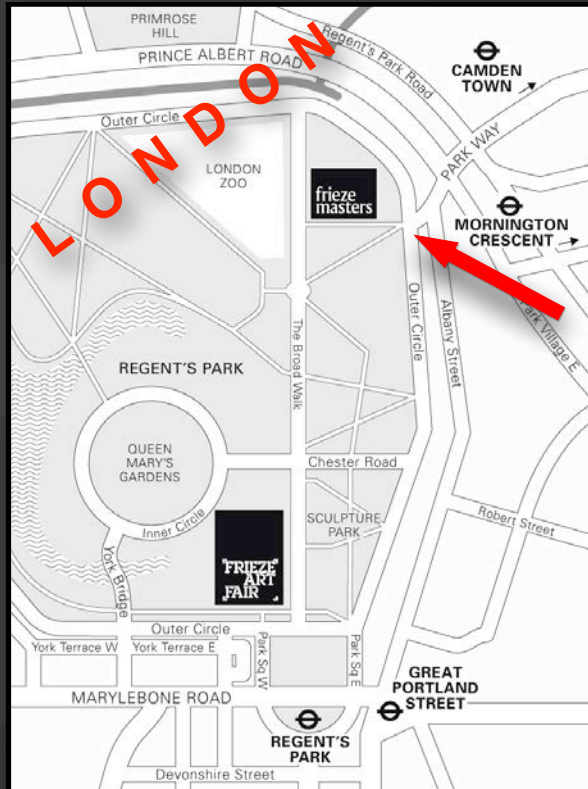 PRIMROSE
HILL
PRINCE ALBERT ROAD
Regent's Park Road
LONDON
CAMDEN
TOWN
Outer Circle
PARK WAY
LONDON
ZOO
frieze
masters
MORNINGTON
CRESCENT
Outer Circle
Albany Street
Park Village E
The Broad Walk
REGENT'S PARK
QUEEN
MARY'S
GARDENS
Chester Road
Inner Circle
SCULPTURE
PARK
Robert Street
York Bridge
FRIEZE
ART
FAIR
Outer Circle
York Terrace W
York Terrace E
Park Sq W
Park Sq E
MARYLEBONE ROAD
GREAT
PORTLAND
STREET
REGENT'S
PARK
Devonshire Street